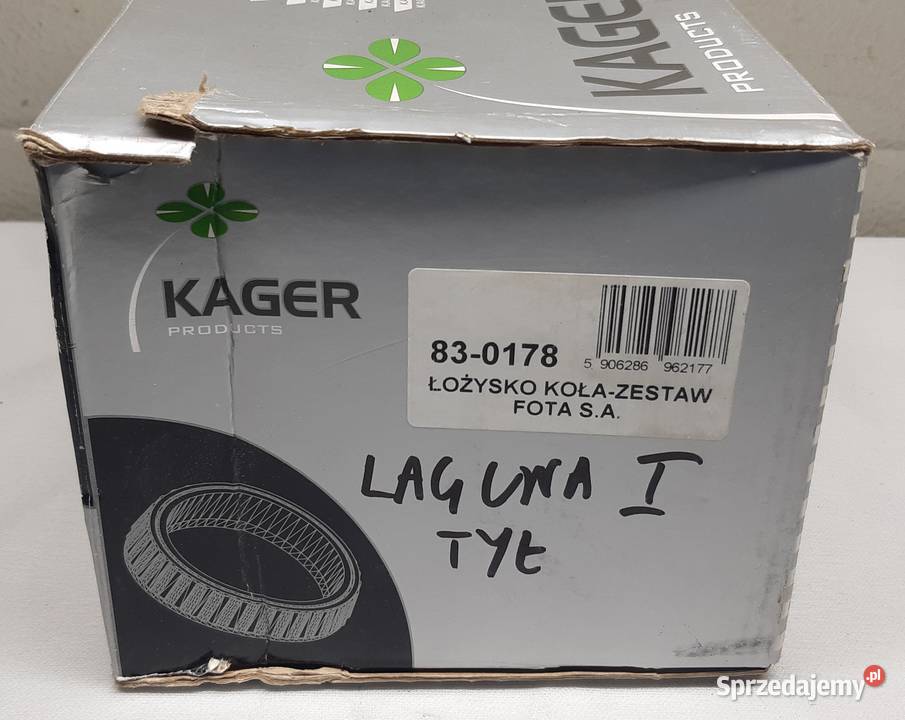 KAGER
PRODUCTS
KAGER
PRODUCTS
83-0178
5 906286 962177
ŁOŻYSKO KOŁA-ZESTAW
FOTA S.A.
LAGUNA I
TYŁ
Sprzedajemy.pl